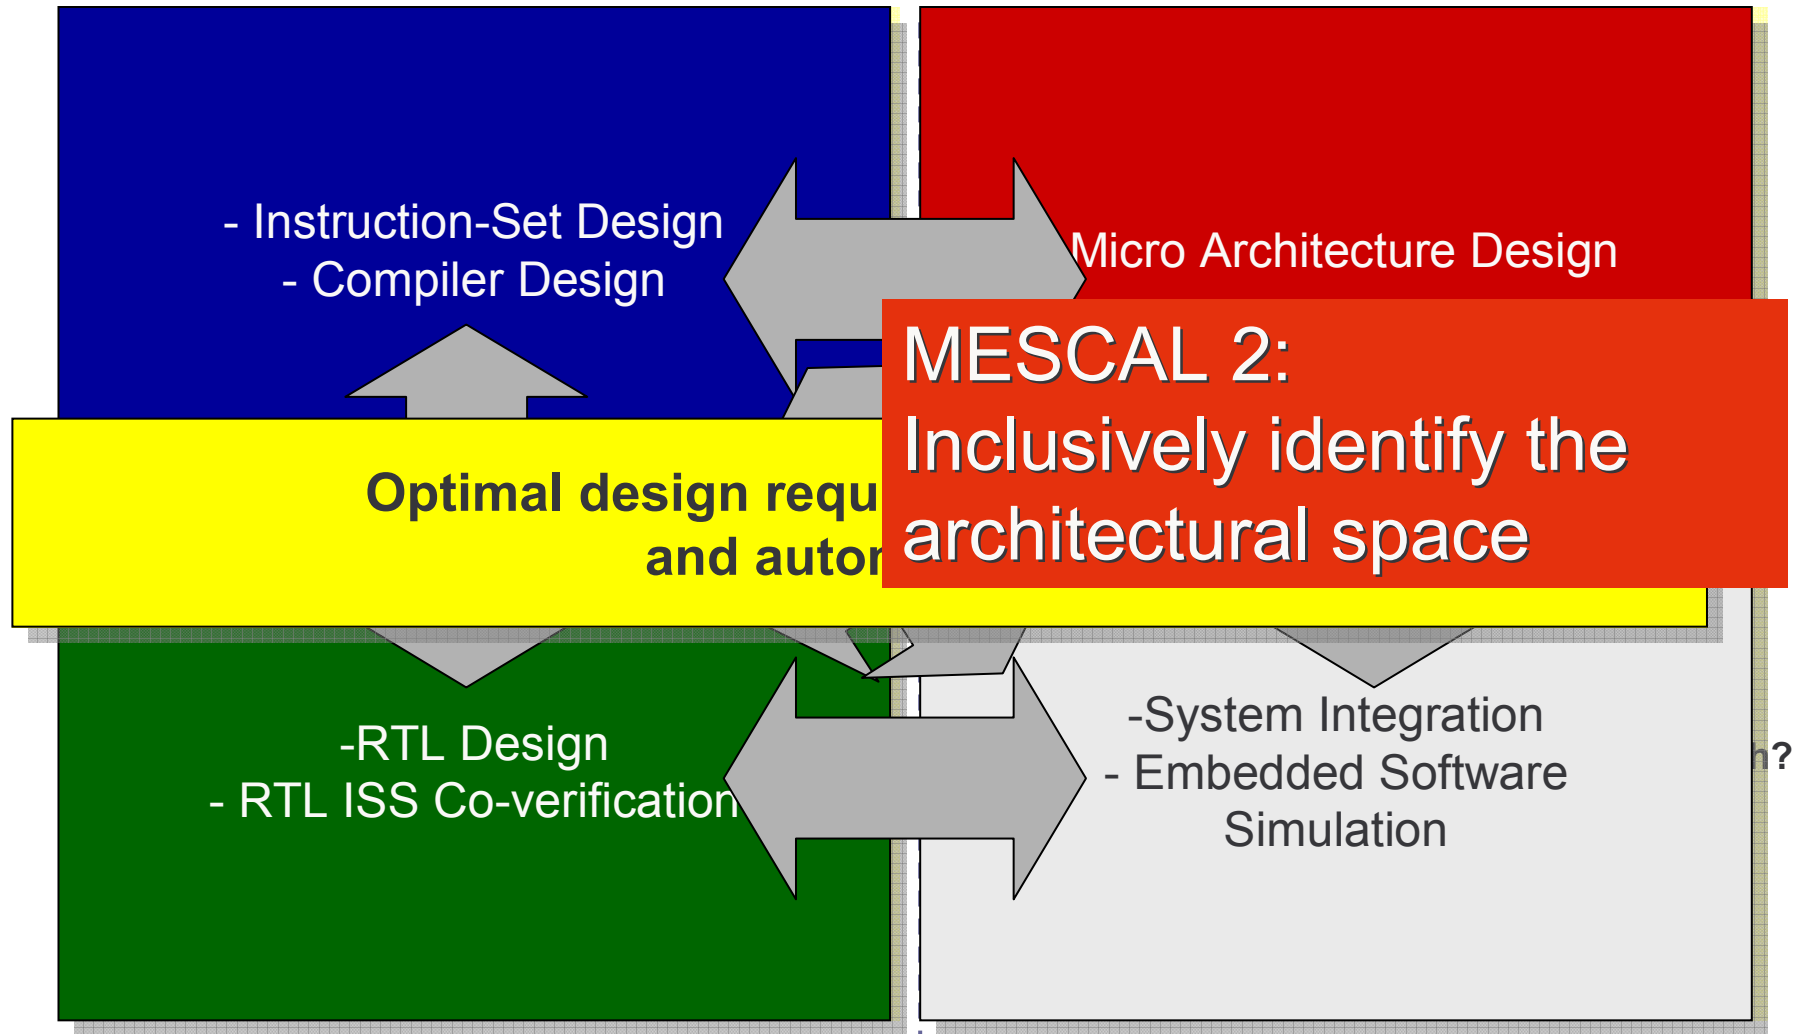 - Instruction-Set Design
- Compiler Design
Micro Architecture Design
MESCAL 2:
Inclusively identify the
architectural space
Optimal design requ
and autor
-RTL Design
- RTL ISS Co-verification
-System Integration
- Embedded Software
Simulation
h?